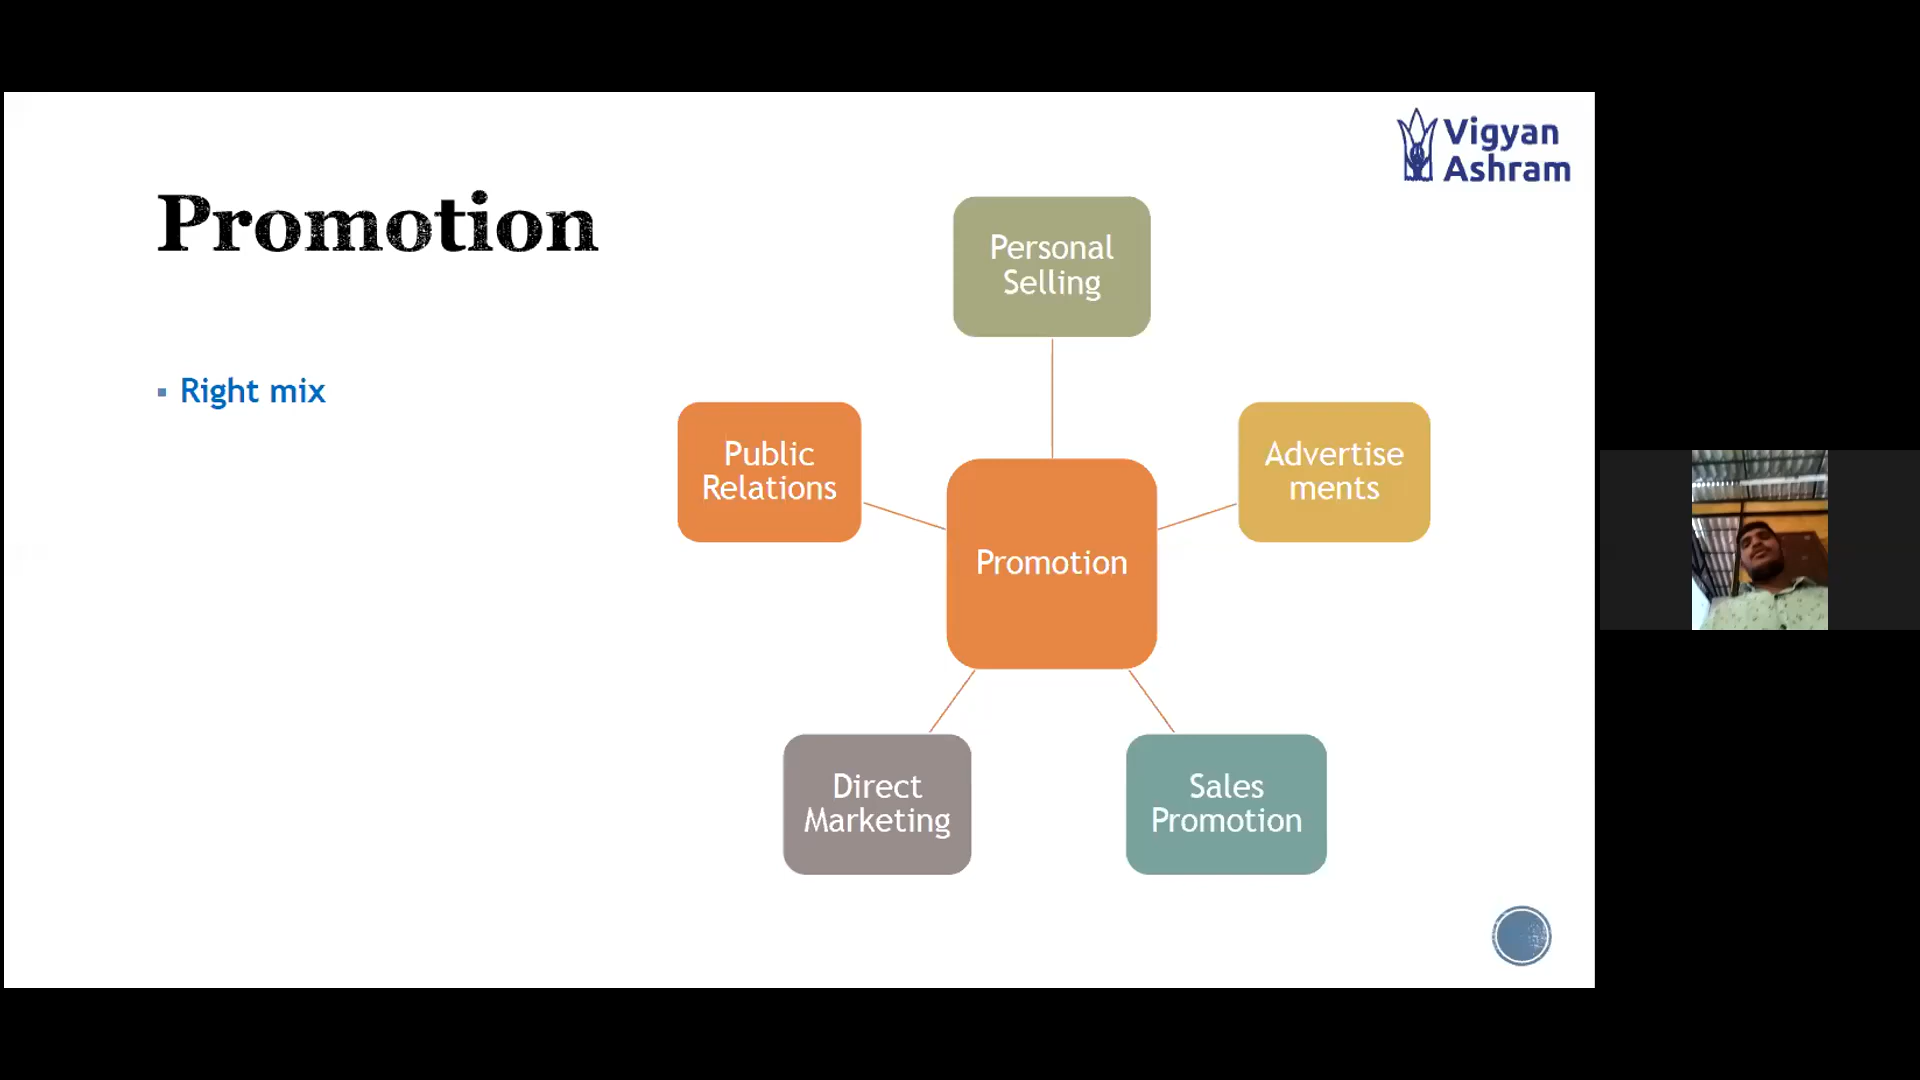 Vigyan
Ashram
Promotion
Right mix
Personal
Selling
Public
Relations
Advertise
ments
Promotion
Direct
Marketing
Sales
Promotion